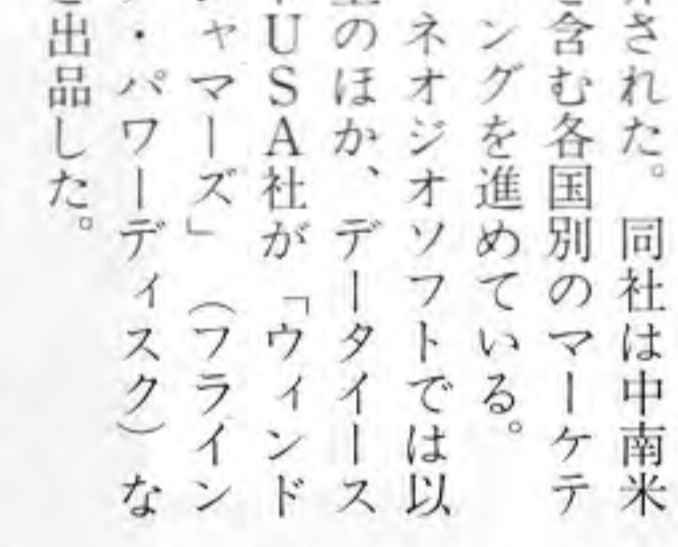 された。同社は中南米
含む各国別のマーケテ
ングを進めている。
ネオジオソフトでは以
のほか、データイース
USA社が「ウィンド
ャマーズ」（フライン
・パワーディスク）な
出品した。